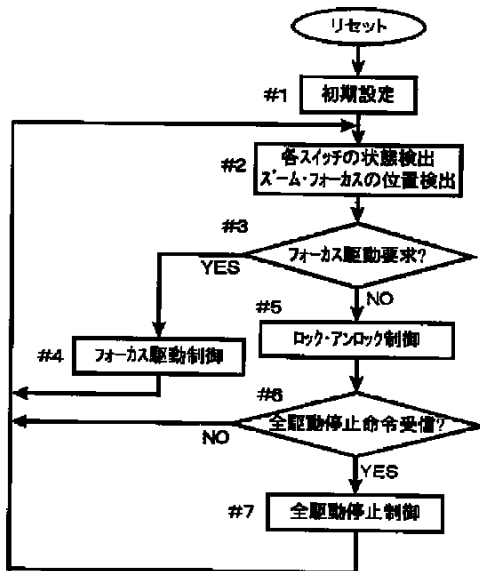 リセット
#1
初期設定
#2
各スイッチの状態検出
ズーム・フォーカスの位置検出
#3
フォーカス駆動要求?
YES
NO
#5
ロック・アンロック制御
#4
フォーカス駆動制御
#6
全駆動停止命令受信?
NO
YES
#7
全駆動停止制御